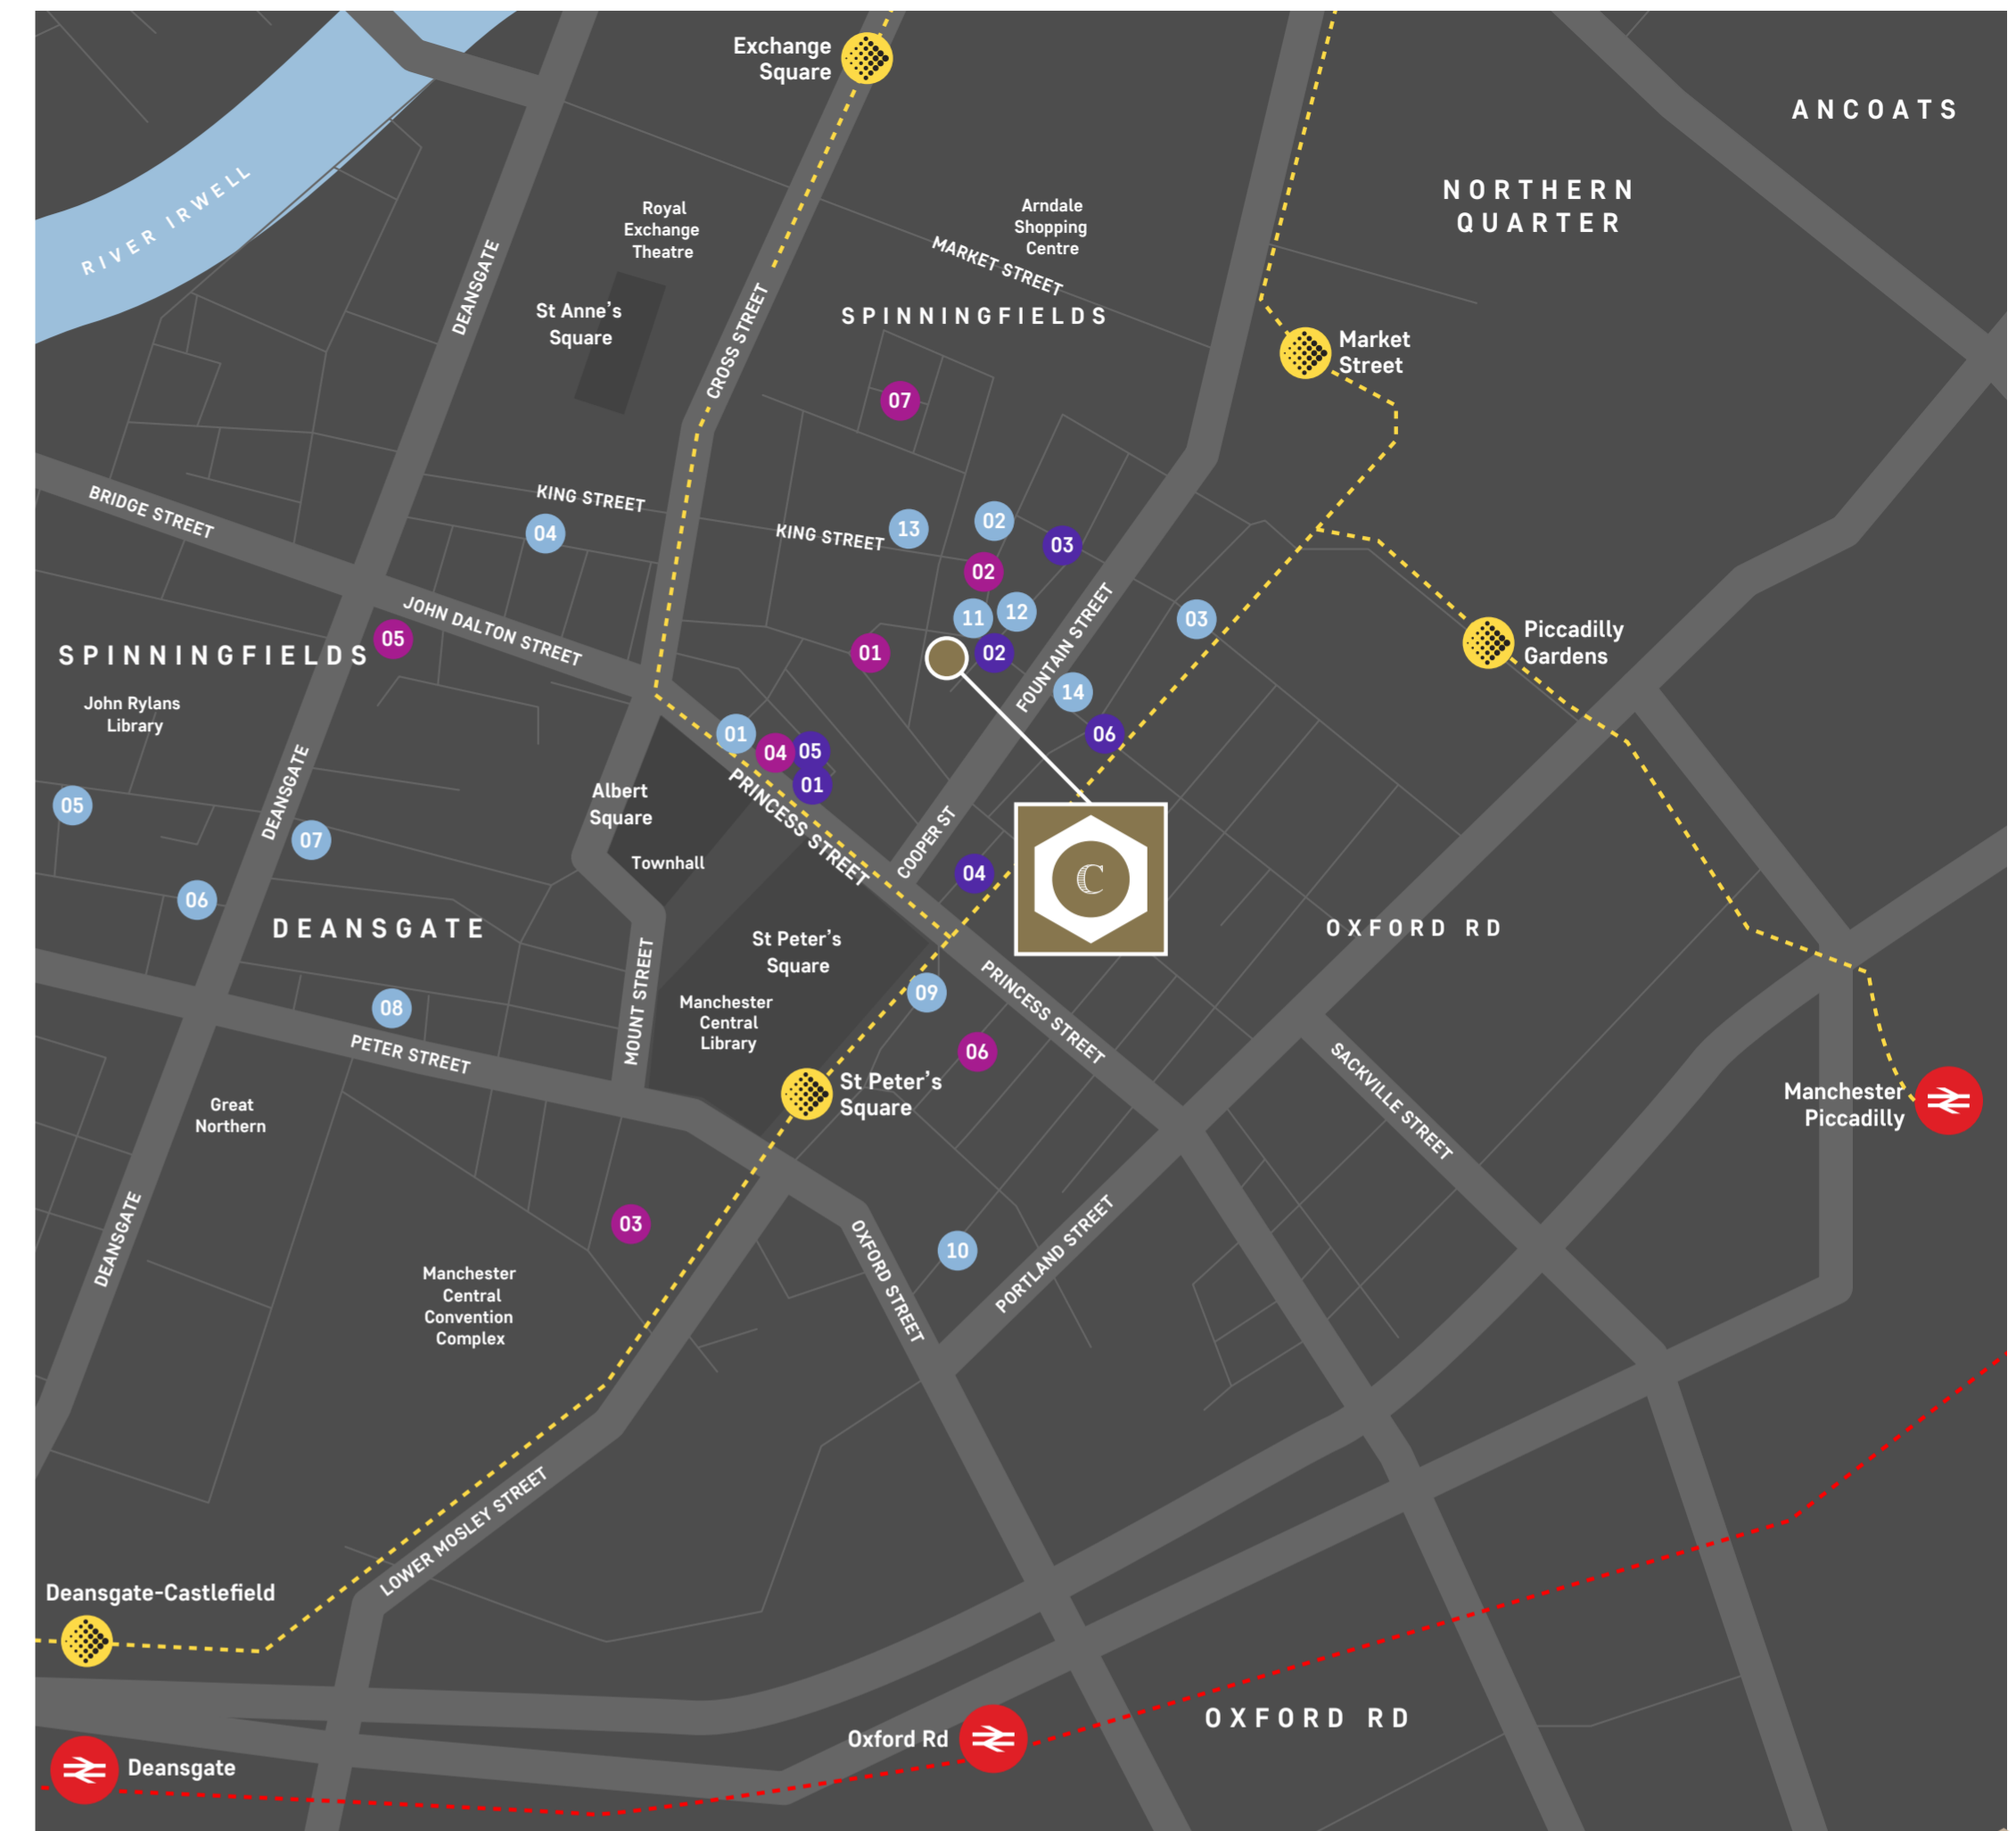 Exchange
Square
ANCOATS
NORTHERN
QUARTER
RIVER IRWELL
Royal
Exchange
Theatre
Arndale
Shopping
Centre
MARKET STREET
DEANSGATE
St Anne's
Square
CROSS STREET
SPINNINGFIELDS
Market
Street
07
BRIDGE STREET
KING STREET
04
KING STREET
13
02
03
02
JOHN DALTON STREET
05
11
12
03
FOUNTAIN STREET
SPINNINGFIELDS
01
02
Piccadilly
Gardens
John Rylans
Library
14
01
04
05
06
01
PRINCESS STREET
DEANSGATE
Albert
Square
05
07
Townhall
COOPER ST
04
C
06
DEANSGATE
OXFORD RD
St Peter's
Square
MOUNT STREET
PRINCESS STREET
09
08
Manchester
Central
Library
PETER STREET
06
SACKVILLE STREET
St Peter's
Square
Manchester
Piccadilly
Great
Northern
DEANSGATE
03
OXFORD STREET
10
PORTLAND STREET
Manchester
Central
Convention
Complex
LOWER MOSLEY STREET
Deansgate-Castlefield
OXFORD RD
Oxford Rd
Deansgate